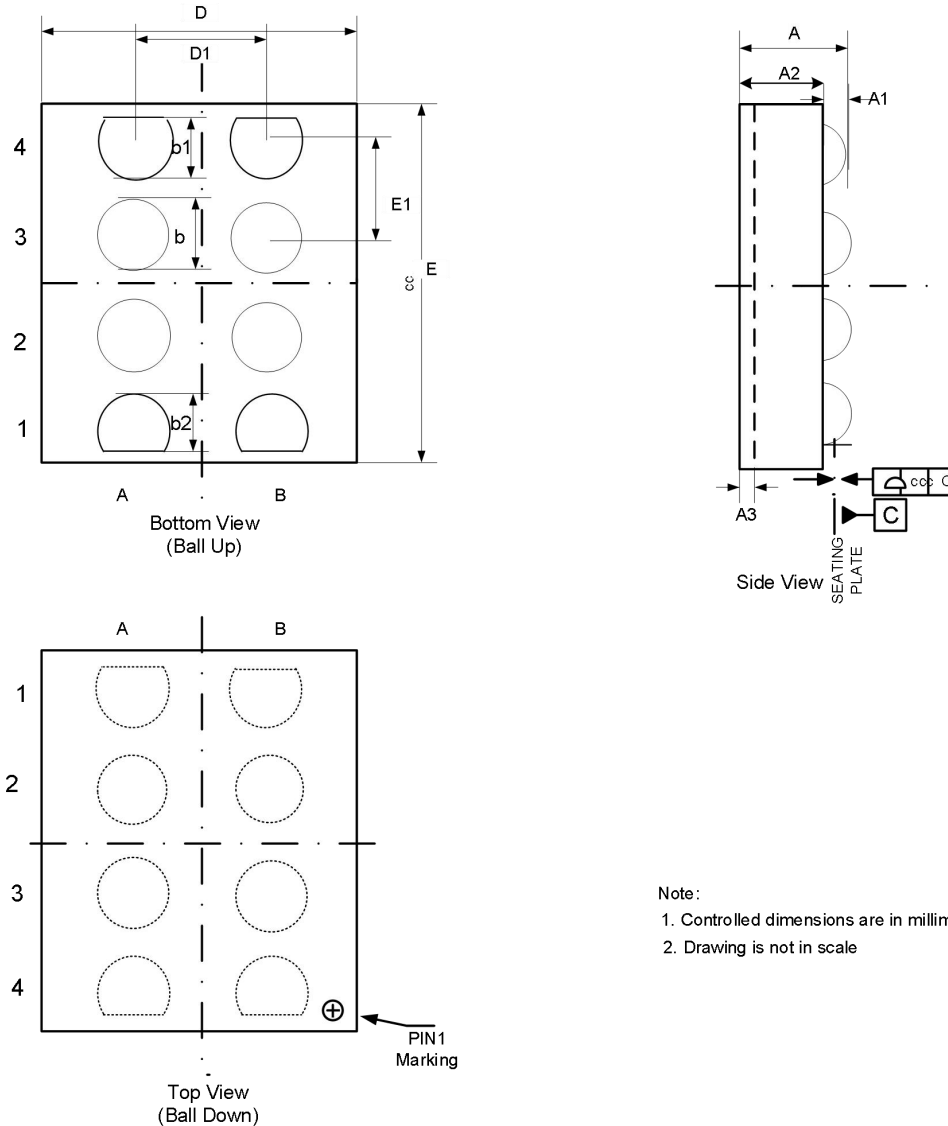 D
D1
4
b1
3
b
E1
cc
E
2
1
b2
A B
Bottom View
(Ball Up)
A
A2
A1
A3
ccc C
C
Side View
SEATING
PLATE
A B
1
2
3
4
PIN1
Marking
Top View
(Ball Down)
Note:
1. Controlled dimensions are in millim
2. Drawing is not in scale